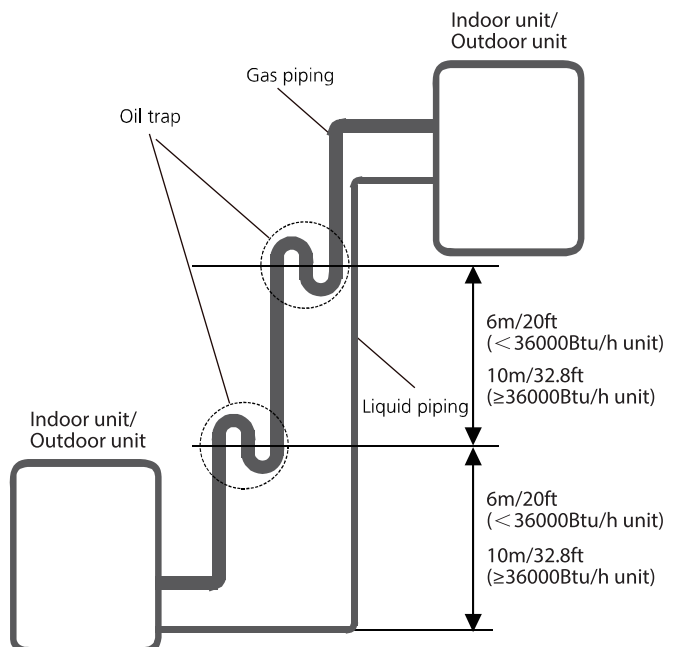 Indoor unit/
Outdoor unit
Gas piping
Oil trap
6m/20ft
(＜36000Btu/h unit)
10m/32.8ft
(≥36000Btu/h unit)
Liquid piping
Indoor unit/
Outdoor unit
6m/20ft
(＜36000Btu/h unit)
10m/32.8ft
(≥36000Btu/h unit)